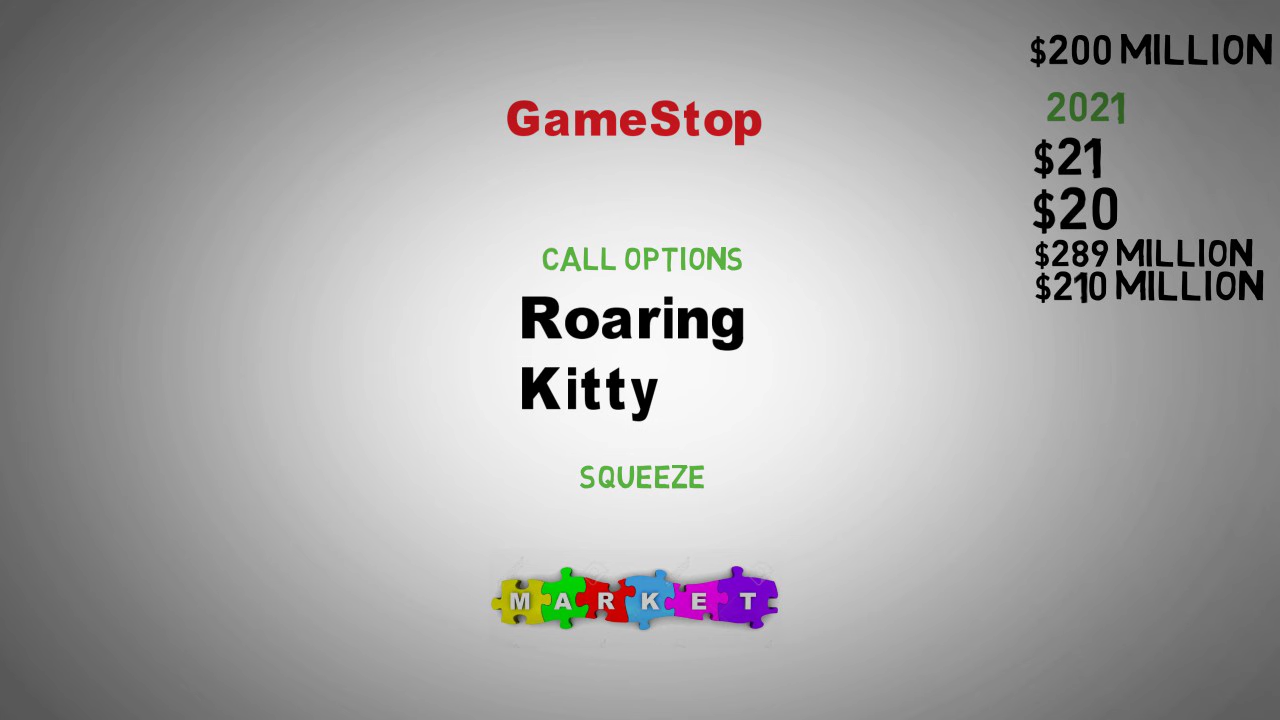 GameStop
CALL OPTIONS
Roaring
Kitty
SQUEEZE
MARKET
$200 MILLION
2021
$21
$20
$289 MILLION
$210 MILLION